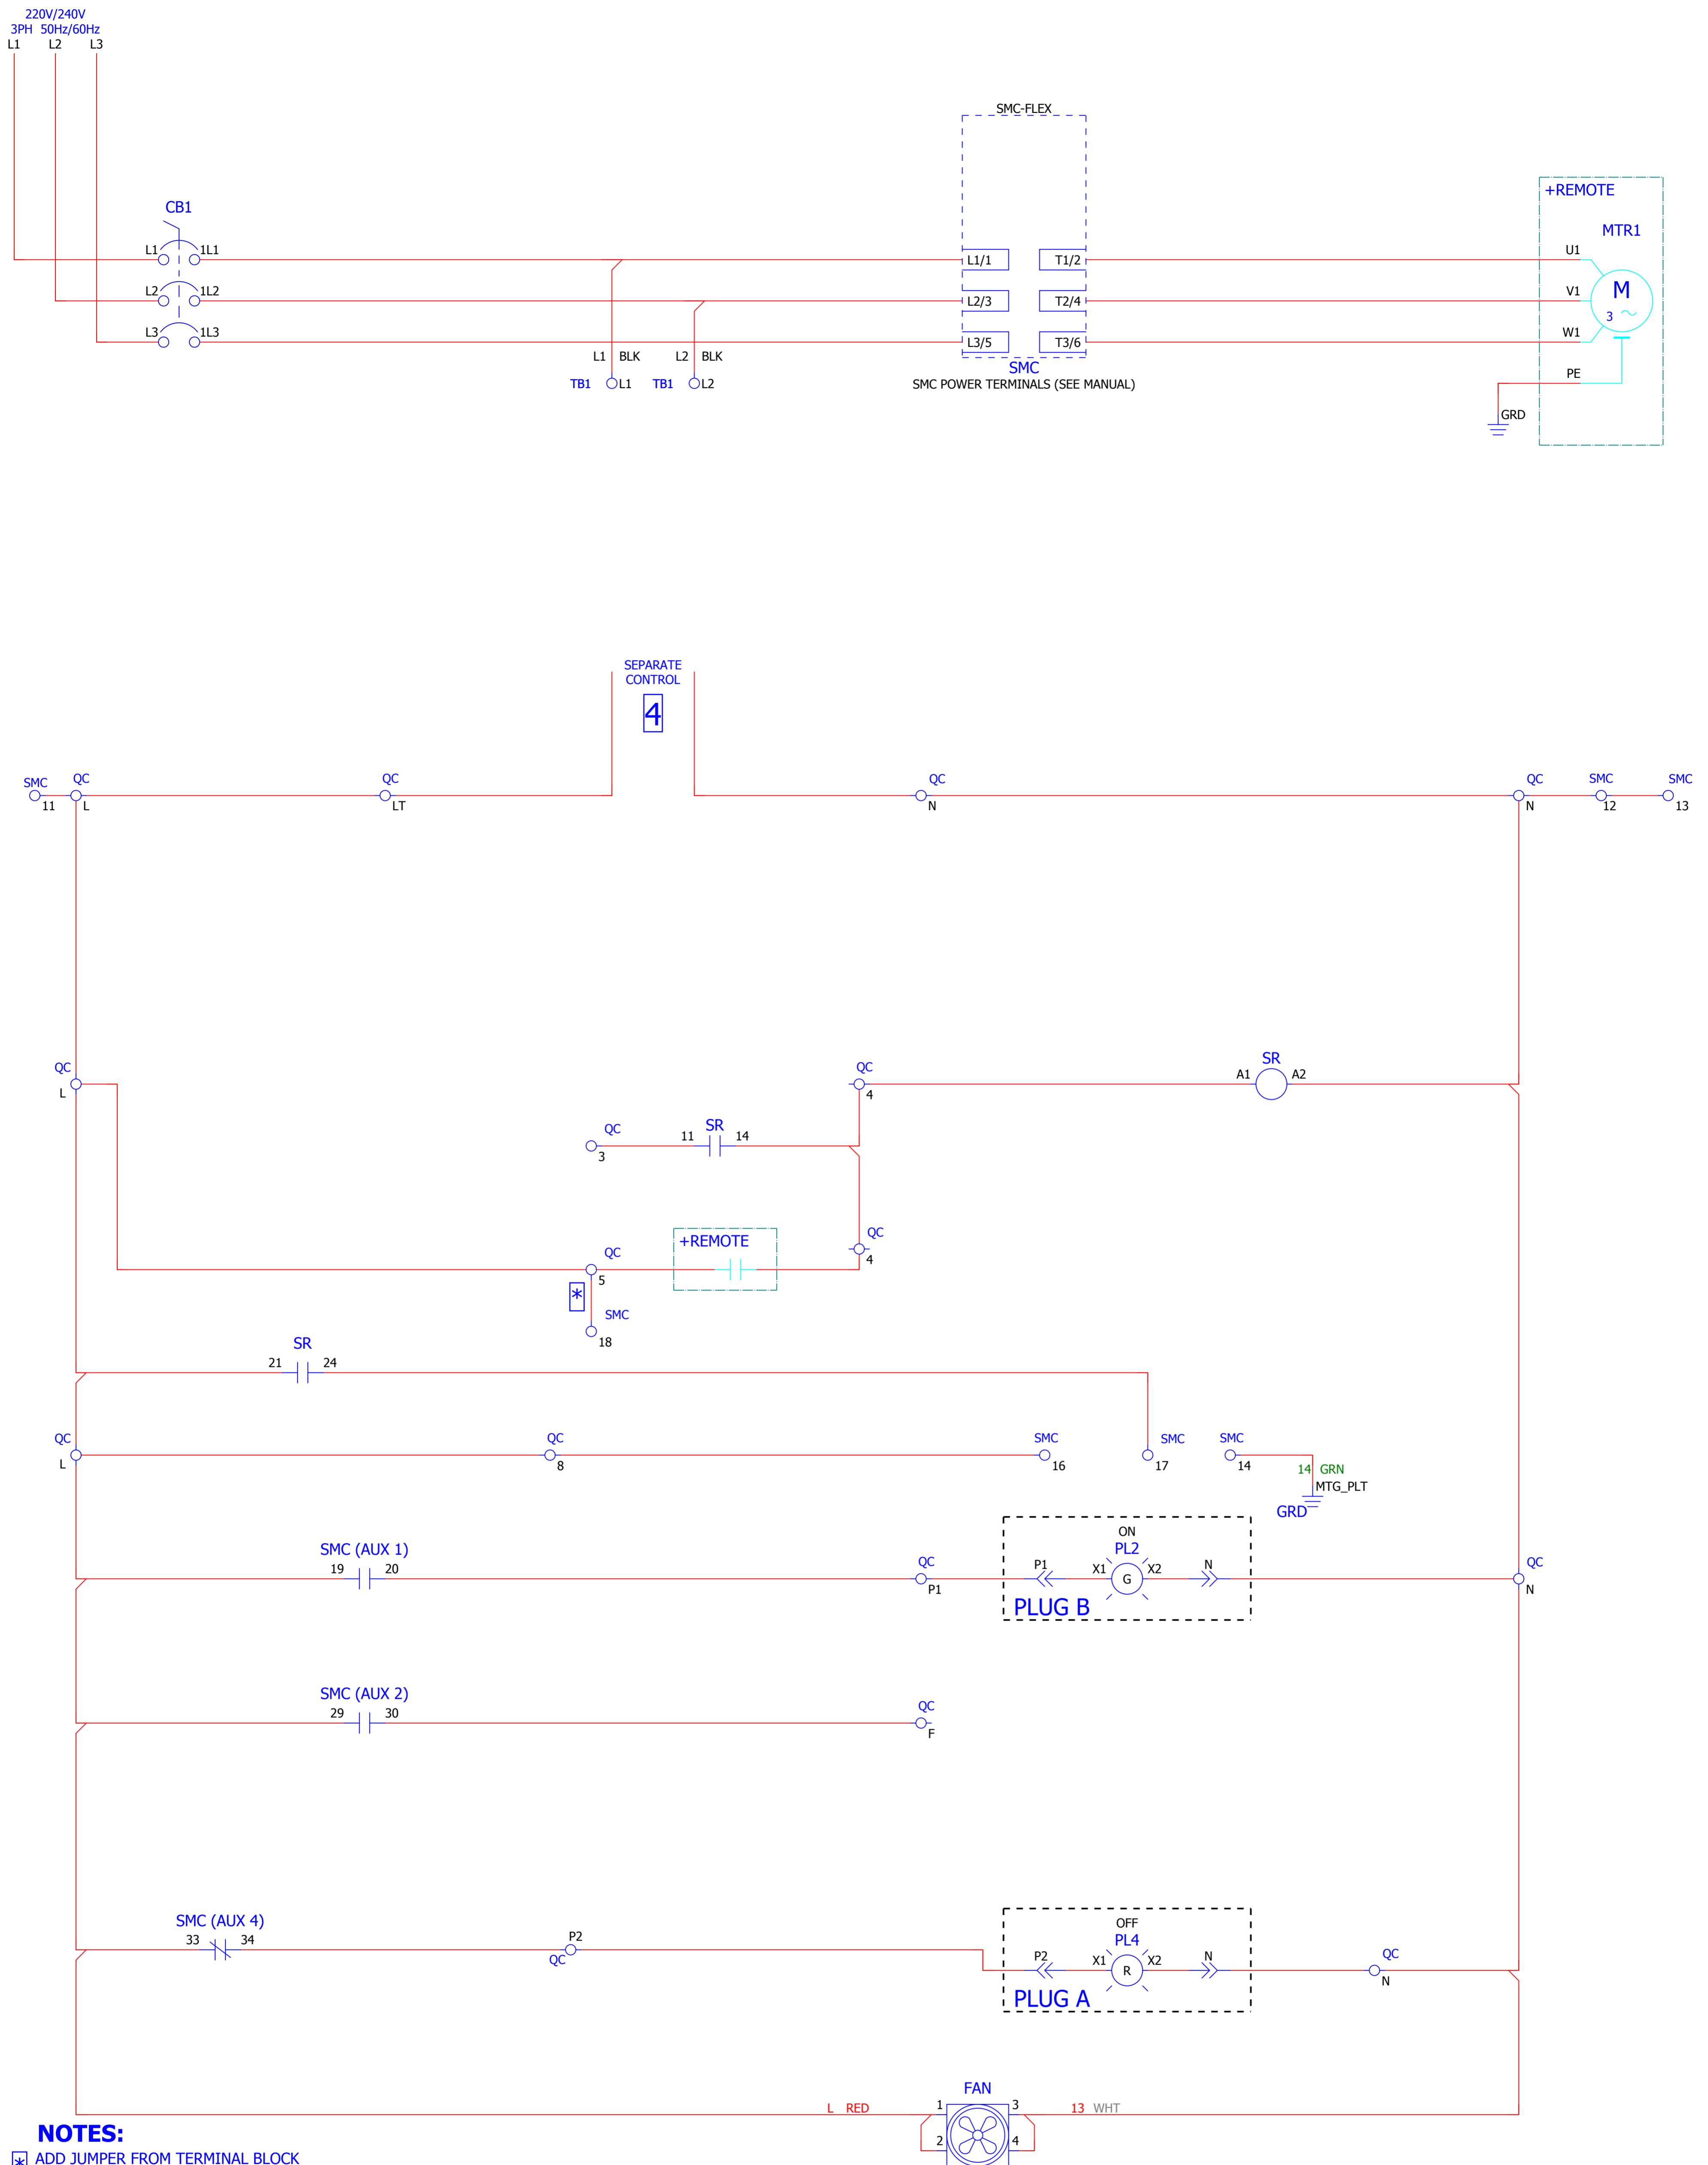 220V/240V
3PH 50Hz/60Hz
L1 L2 L3
SMC-FLEX
+REMOTE
CB1
MTR1
L1 1L1
L1/1 T1/2
U1
L2 1L2
L2/3 T2/4
V1
M
3
L3 1L3
L3/5 T3/6
W1
L1 BLK L2 BLK
SMC
PE
TB1 L1 TB1 L2
SMC POWER TERMINALS (SEE MANUAL)
GRD
SEPARATE
CONTROL
4
SMC QC QC QC QC SMC SMC
11 L LT N N 12 13
QC QC SR
A1 A2
L 4
QC SR
11 14
3
QC
+REMOTE
4
QC
5
*
SMC
18
SR
21 24
QC QC SMC SMC SMC
L 8 16 17 14
14 GRN
MTG_PLT
GRD
ON
SMC (AUX 1)
PL2
19 20
QC P1 X1 X2 N QC
G
P1 N
PLUG B
SMC (AUX 2)
29 30
QC
F
SMC (AUX 4)
OFF
33 34
P2
PL4
QC
P2 X1 X2 N QC
R
N
PLUG A
FAN
L RED 1 3 13 WHT
2 4
NOTES:
* ADD JUMPER FROM TERMINAL BLOCK